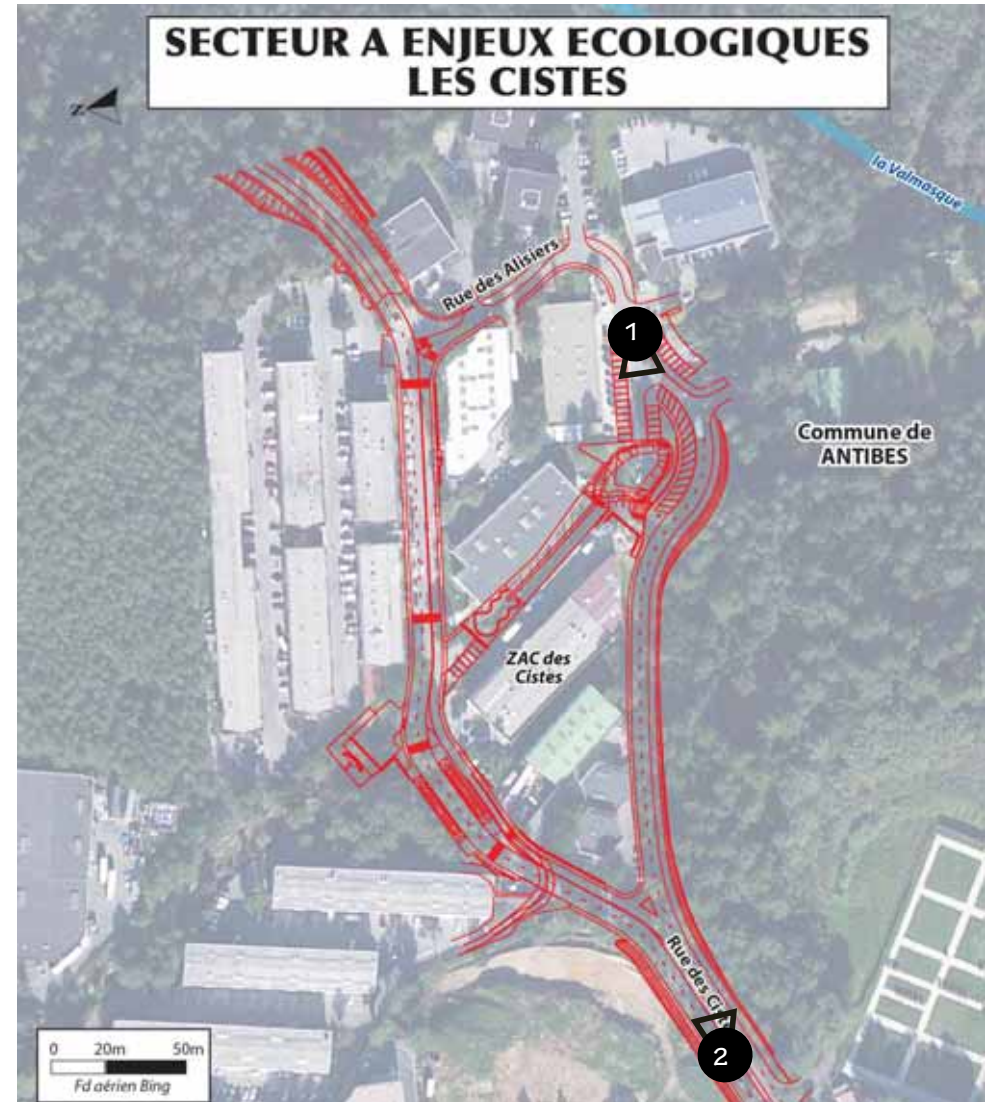 SECTEUR A ENJEUX ECOLOGIQUES
LES CISTES
N
la Valmasque
Rue des Alisiers
1
Commune de
ANTIBES
ZAC des
Cistes
Rue des
2
0 20m 50m
Fd aérien Bing